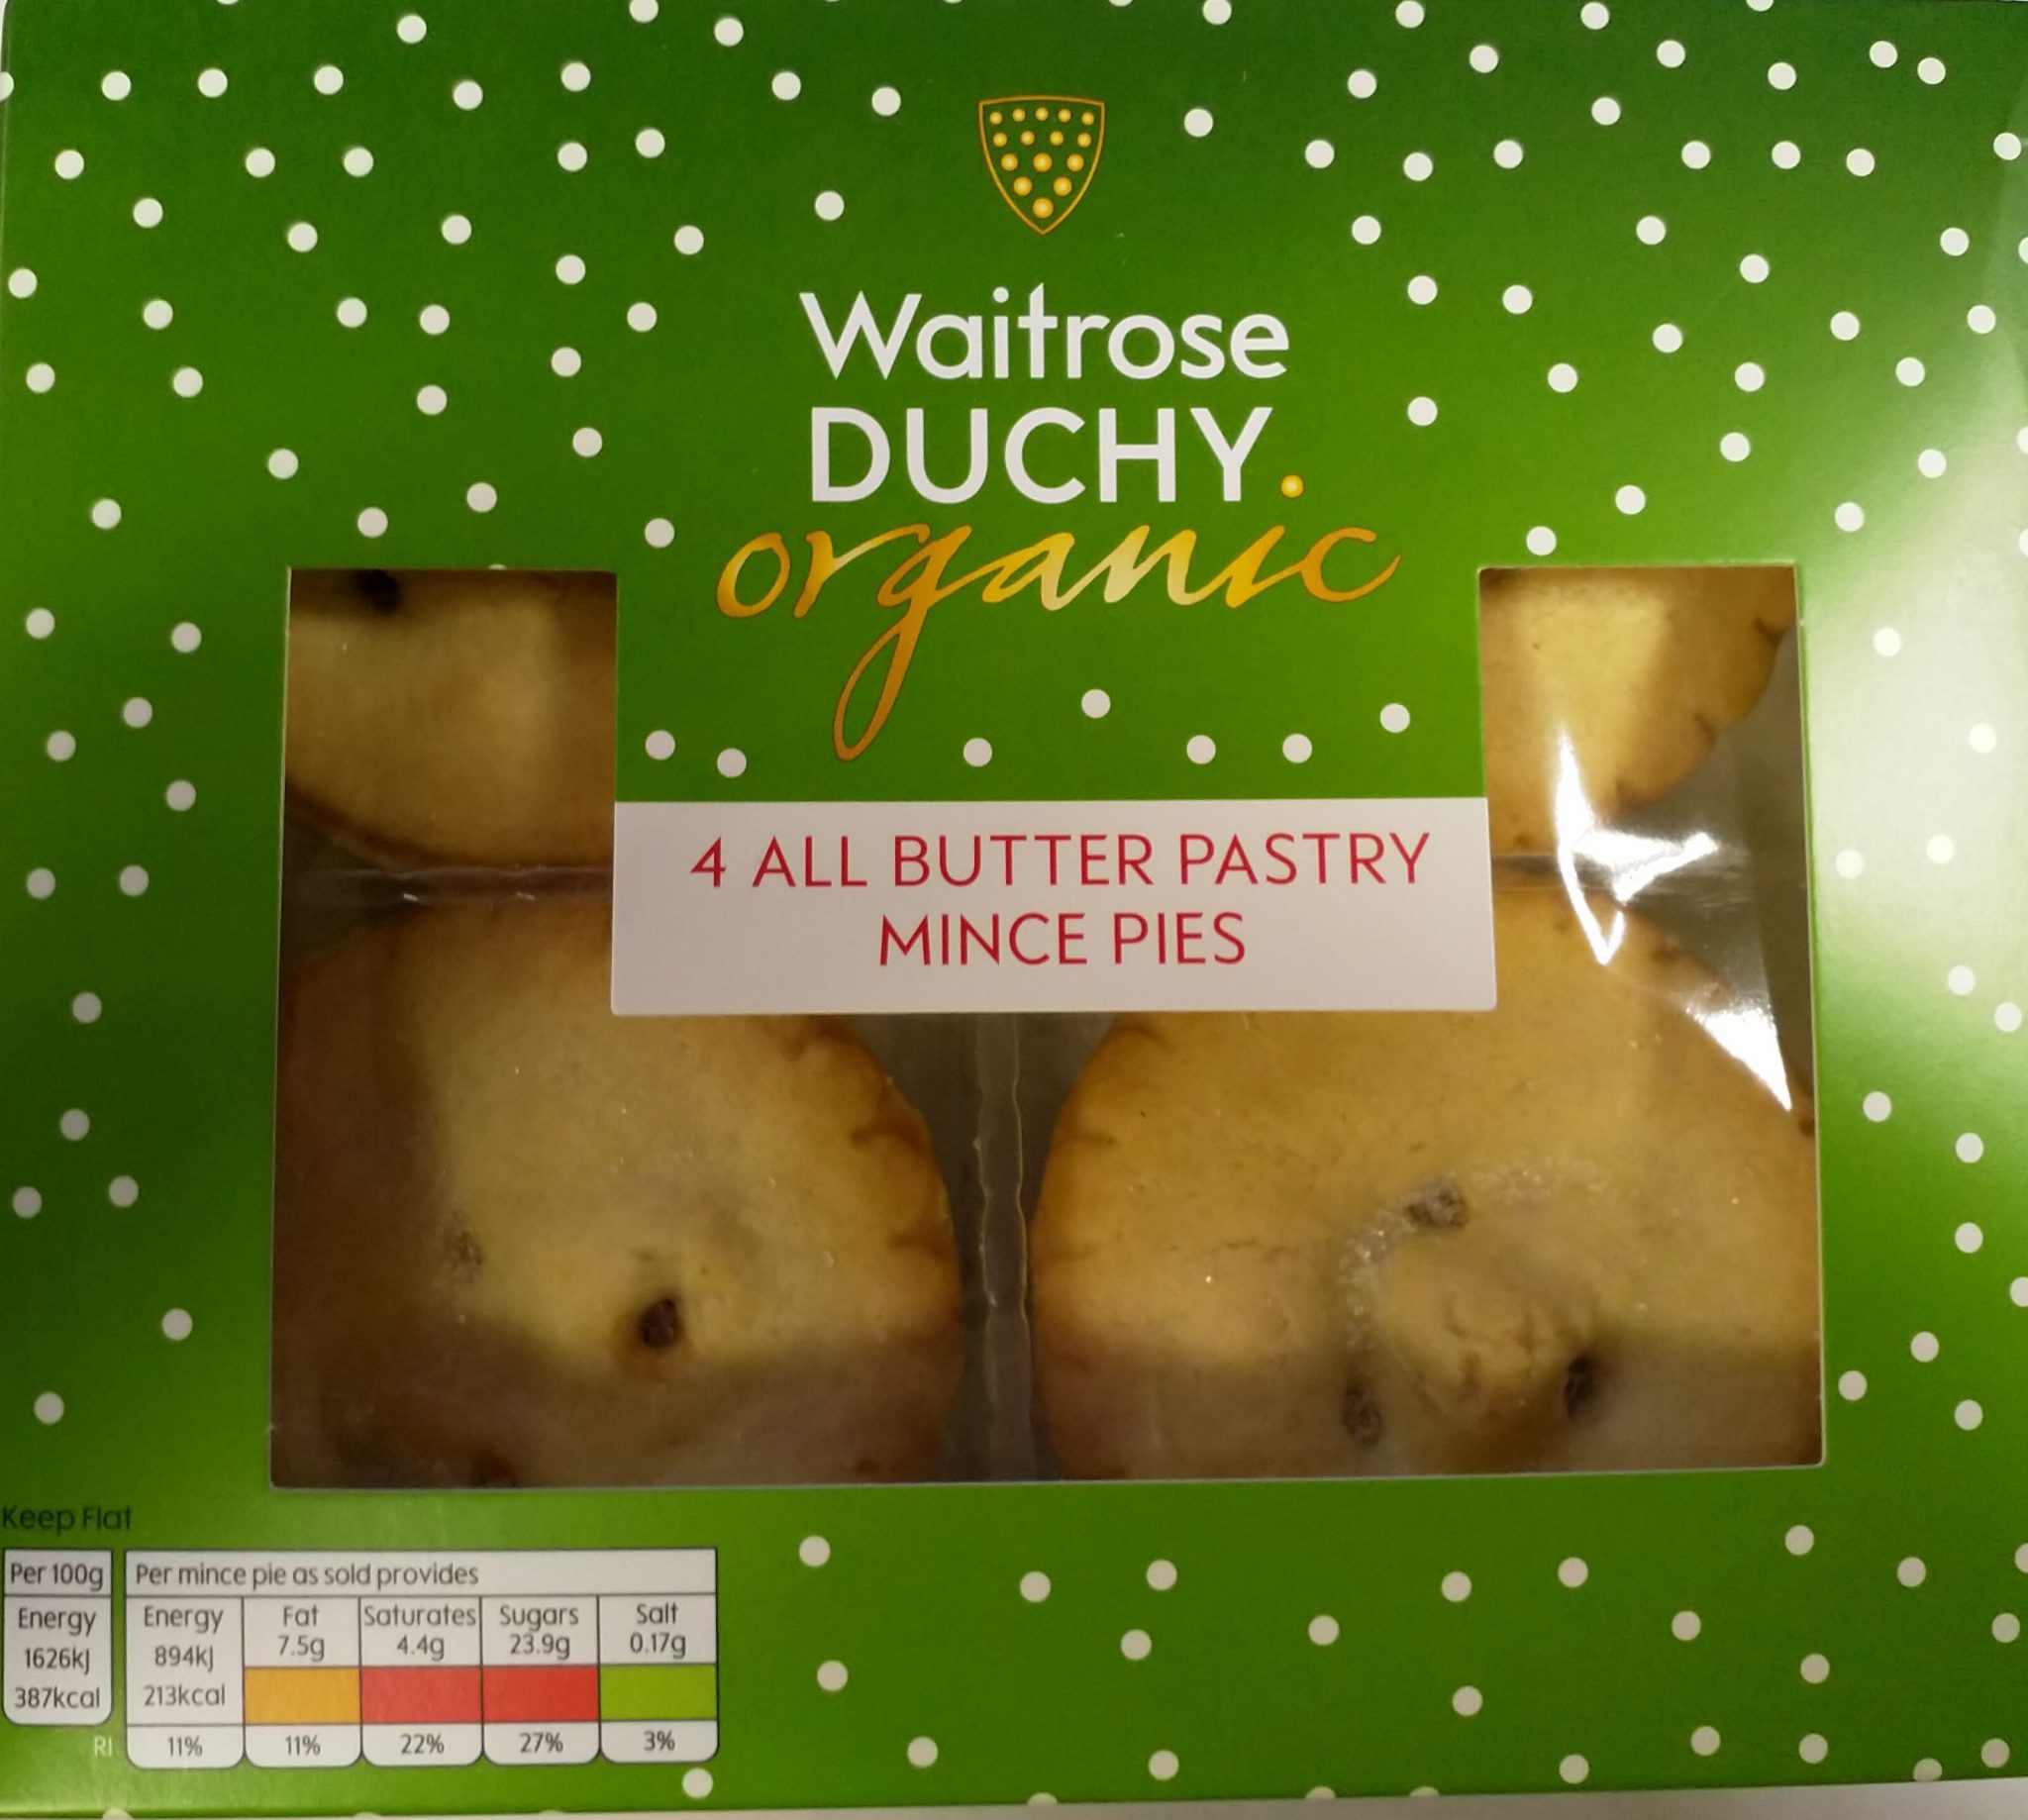 Waitrose
DUCHY.
organic
4 ALL BUTTER PASTRY
MINCE PIES
Keep Flat
Per 100g
Energy
1626kJ
387kcal
Per mince pie as sold provides
Energy
894kJ
213kcal
11%
Fat
7.5g
11%
Saturates
4.4g
22%
Sugars
23.9g
27%
Salt
0.17g
3%
RI